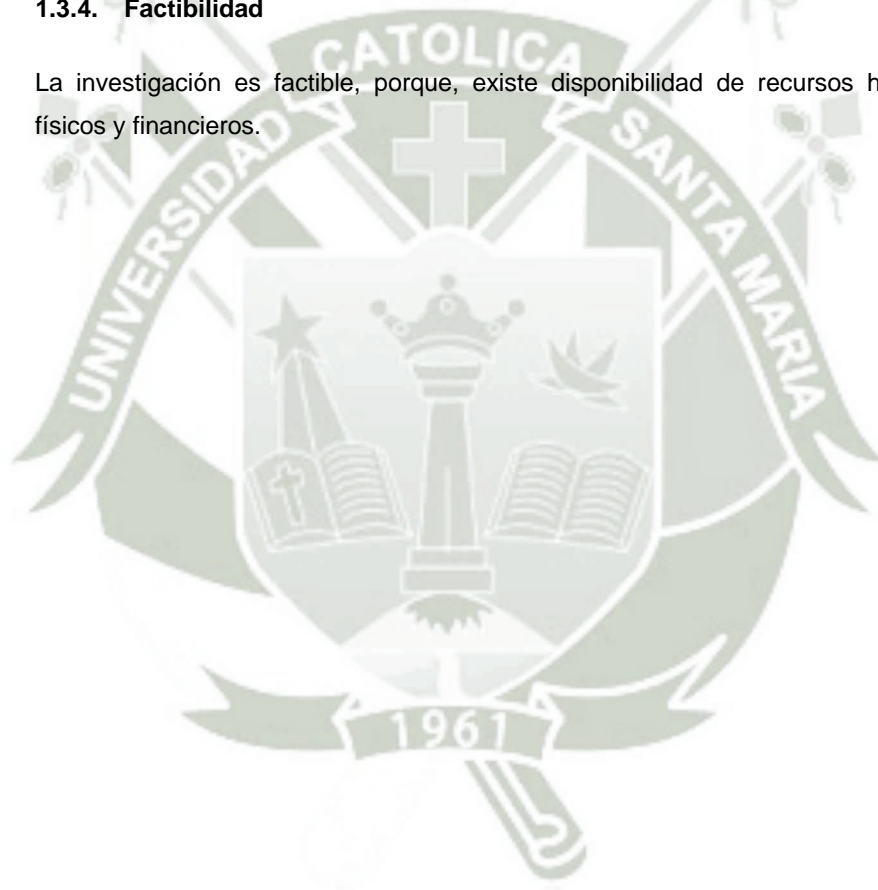 1.3.4. Factibilidad
CATOLICA
La investigación es factible, porque, existe disponibilidad de recursos
físicos y financieros.
UNIVERSIDAD
SANTA MARIA
1961